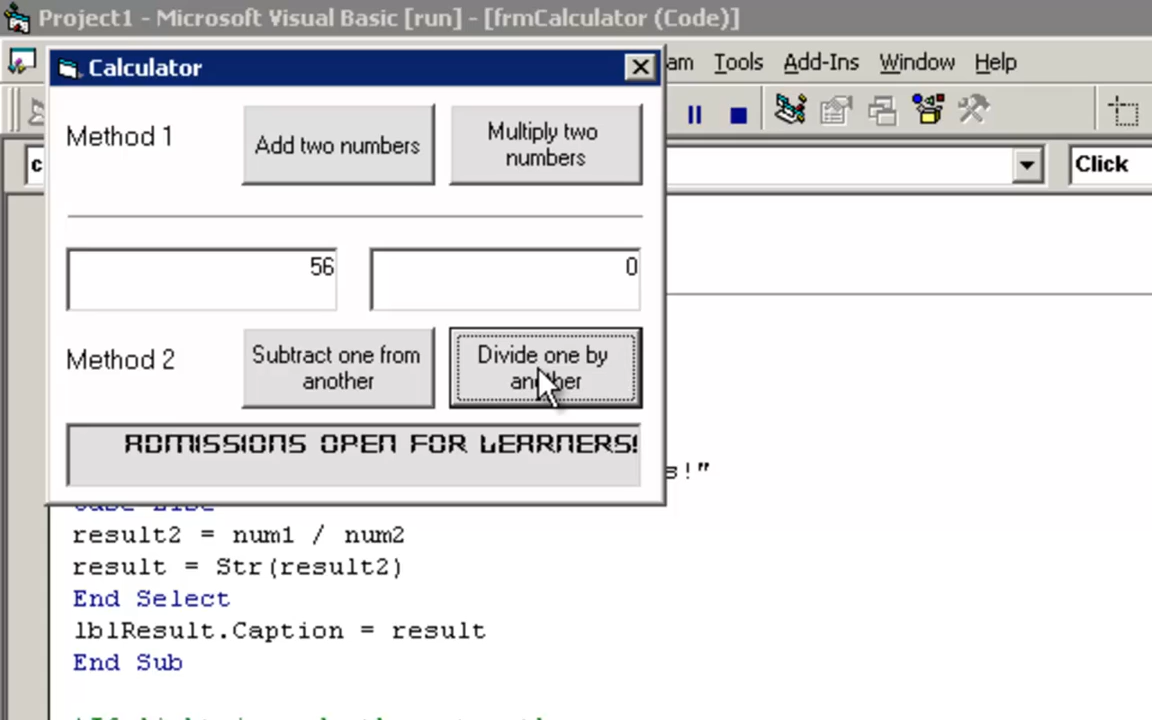 Project1 - Microsoft Visual Basic [run] - [frmCalculator (Code)]
Calculator
Tools Add-Ins Window Help
Method 1
Add two numbers
Multiply two
numbers
Click
56
0
Method 2
Subtract one from
another
Divide one by
another
ADMISSIONS OPEN FOR LEARNERS!
s!"
Case Else
result2 = num1 / num2
result = Str(result2)
End Select
lblResult.Caption = result
End Sub